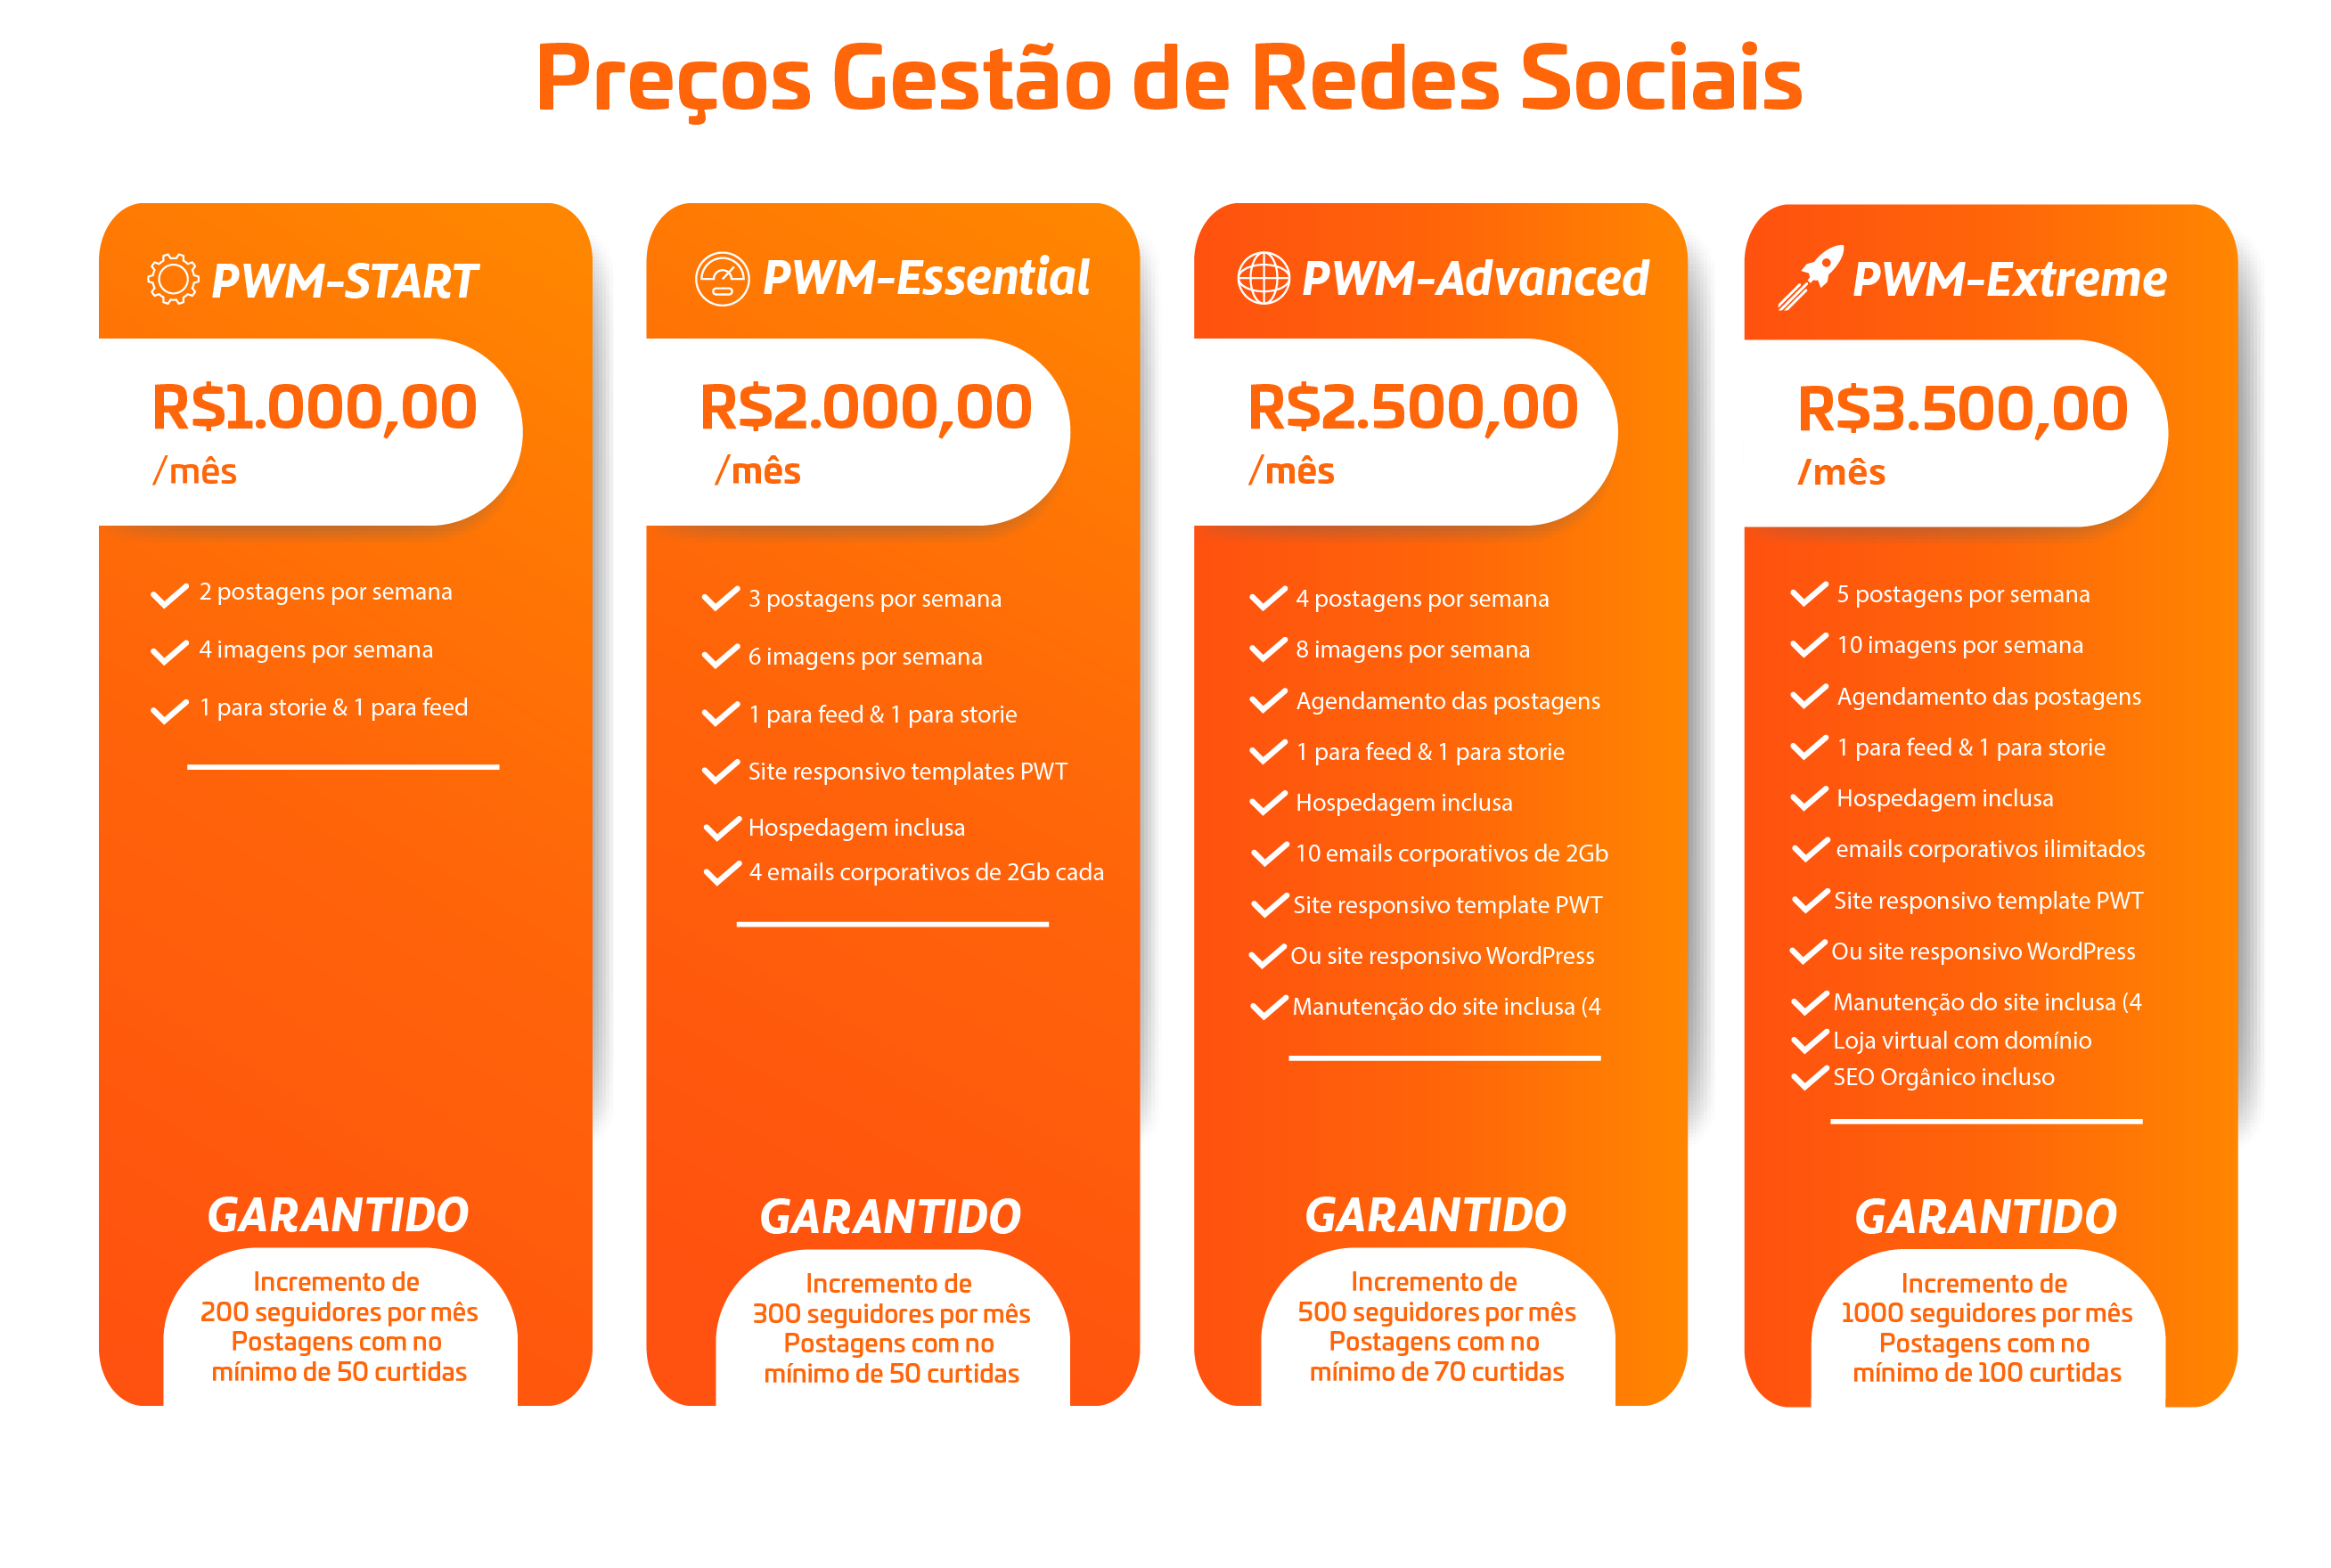 Preços Gestão de Redes Sociais
PWM-START
R$1.000,00
/mês
2 postagens por semana
4 imagens por semana
1 para storie & 1 para feed
GARANTIDO
Incremento de
200 seguidores por mês
Postagens com no
mínimo de 50 curtidas
PWM-Essential
R$2.000,00
/mês
3 postagens por semana
6 imagens por semana
1 para feed & 1 para storie
Site responsivo templates PWT
Hospedagem inclusa
4 emails corporativos de 2Gb cada
GARANTIDO
Incremento de
300 seguidores por mês
Postagens com no
mínimo de 50 curtidas
PWM-Advanced
R$2.500,00
/mês
4 postagens por semana
8 imagens por semana
Agendamento das postagens
1 para feed & 1 para storie
Hospedagem inclusa
10 emails corporativos de 2Gb
Site responsivo template PWT
Ou site responsivo WordPress
Manutenção do site inclusa (4
GARANTIDO
Incremento de
500 seguidores por mês
Postagens com no
mínimo de 70 curtidas
PWM-Extreme
R$3.500,00
/mês
5 postagens por semana
10 imagens por semana
Agendamento das postagens
1 para feed & 1 para storie
Hospedagem inclusa
emails corporativos ilimitados
Site responsivo template PWT
Ou site responsivo WordPress
Manutenção do site inclusa (4
Loja virtual com domínio
SEO Orgânico incluso
GARANTIDO
Incremento de
1000 seguidores por mês
Postagens com no
mínimo de 100 curtidas